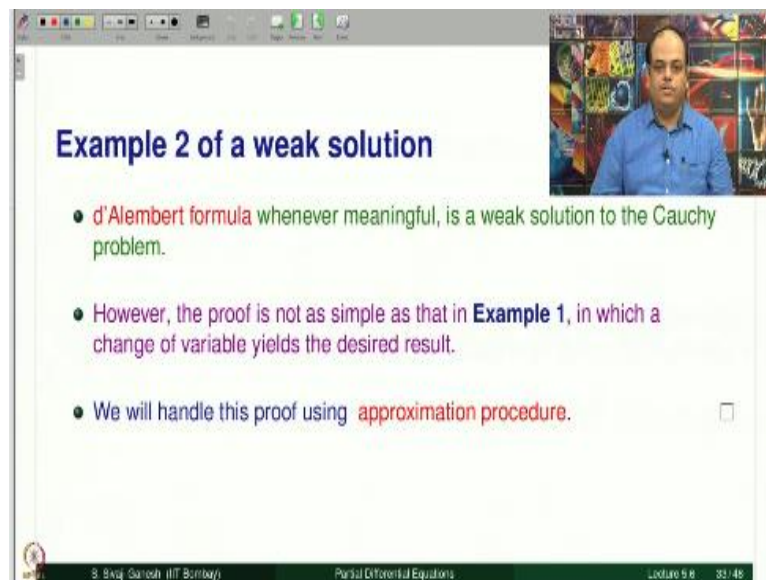 Example 2 of a weak solution
d'Alembert formula whenever meaningful, is a weak solution to the Cauchy
problem.
However, the proof is not as simple as that in Example 1, in which a
change of variable yields the desired result.
We will handle this proof using approximation procedure.
S. Sivaji Ganesh (IIT Bombay) Partial Differential Equations Lecture 5.6 33/48